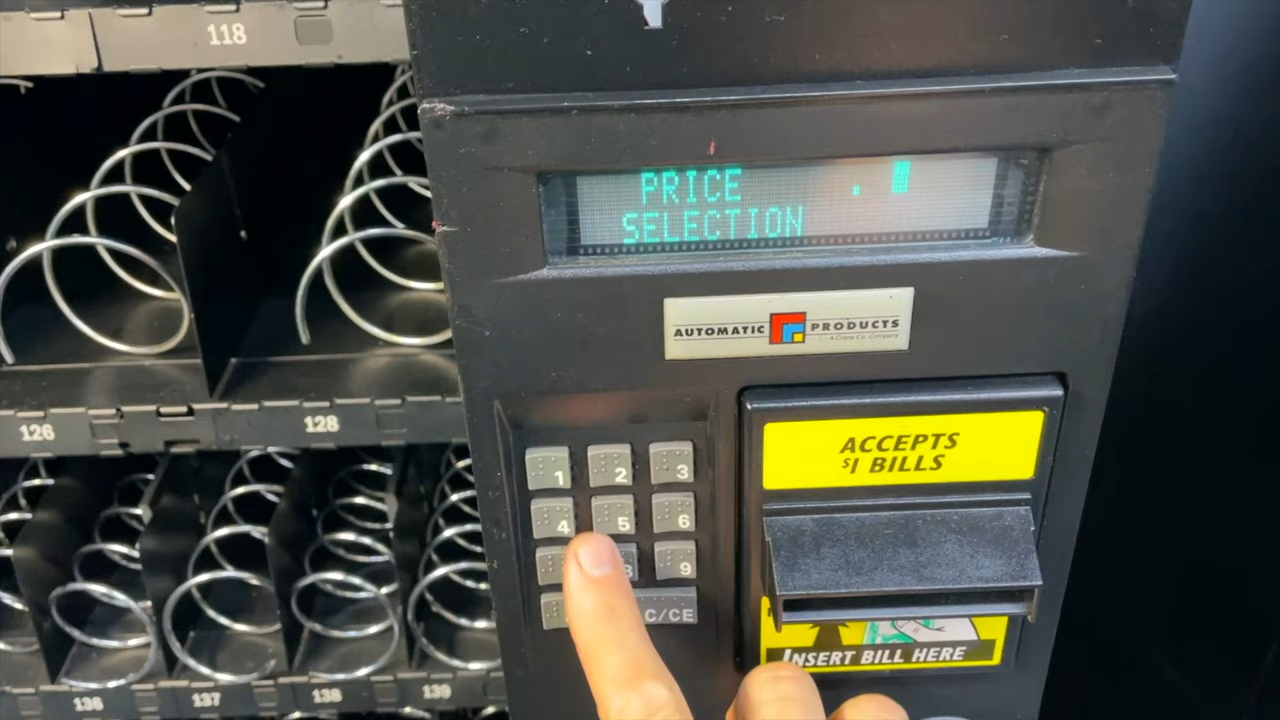 118
PRICE .
SELECTION
AUTOMATIC PRODUCTS
A Crane Co. Company
126
128
ACCEPTS
$1 BILLS
1 2 3
4 5 6
8 9
C/CE
INSERT BILL HERE
136 137 138 139